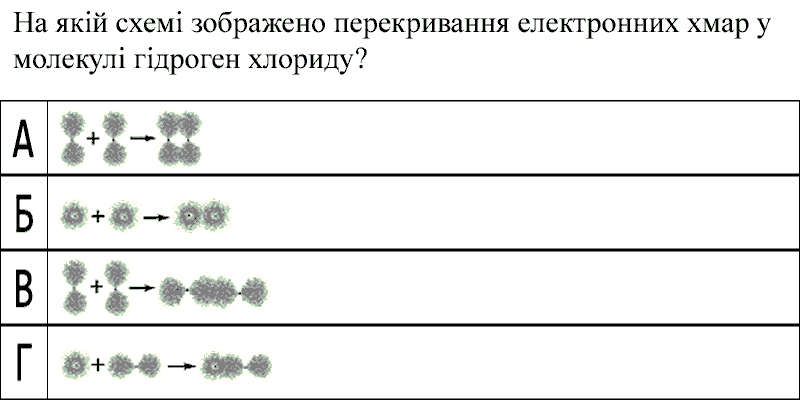 На якій схемі зображено перекривання електронних хмар у
молекулі гідроген хлориду?
А + →
Б + →
В + →
Г + →